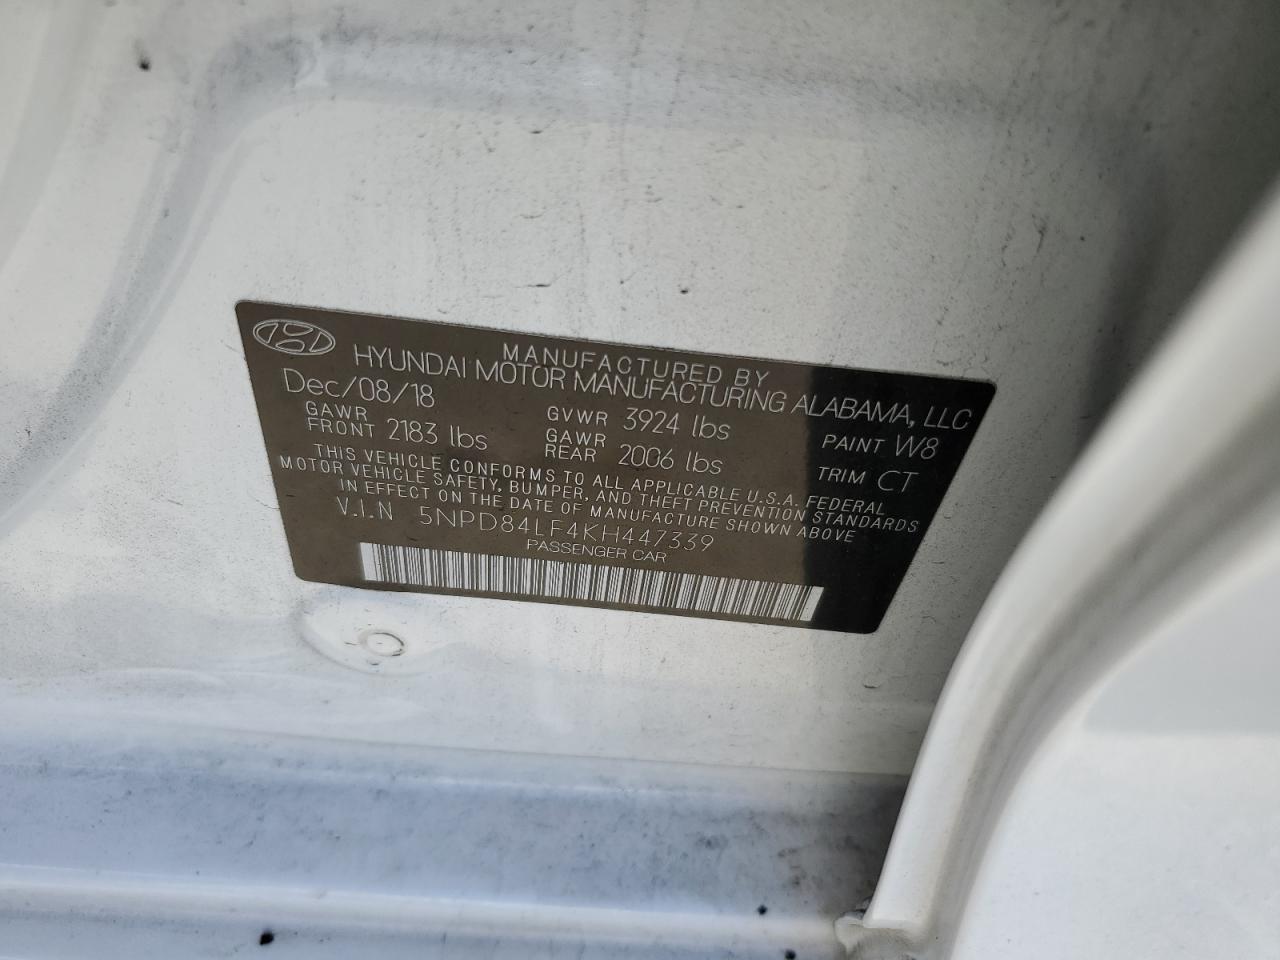 MANUFACTURED BY
HYUNDAI MOTOR MANUFACTURING ALABAMA, LLC
Dec/08/18 GVWR 3924 lbs PAINT W8
GAWR FRONT 2183 lbs GAWR REAR 2006 lbs TRIM CT
THIS VEHICLE CONFORMS TO ALL APPLICABLE U.S.A. FEDERAL
MOTOR VEHICLE SAFETY, BUMPER, AND THEFT PREVENTION STANDARDS
IN EFFECT ON THE DATE OF MANUFACTURE SHOWN ABOVE
V.I.N 5NPD84LF4KH447339
PASSENGER CAR